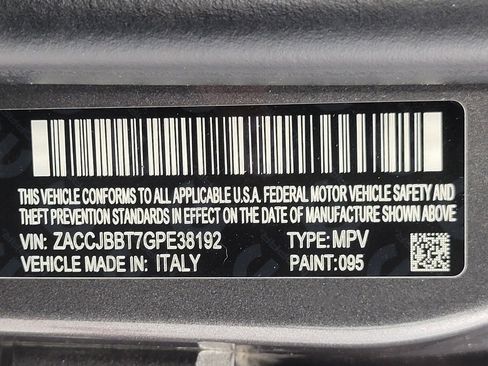 THIS VEHICLE CONFORMS TO ALL APPLICABLE U.S.A. FEDERAL MOTOR VEHICLE SAFETY AND
THEFT PREVENTION STANDARDS IN EFFECT ON THE DATE OF MANUFACTURE SHOWN ABOVE
VIN: ZACCJBBT7GPE38192 TYPE: MPV
VEHICLE MADE IN: ITALY PAINT: 095